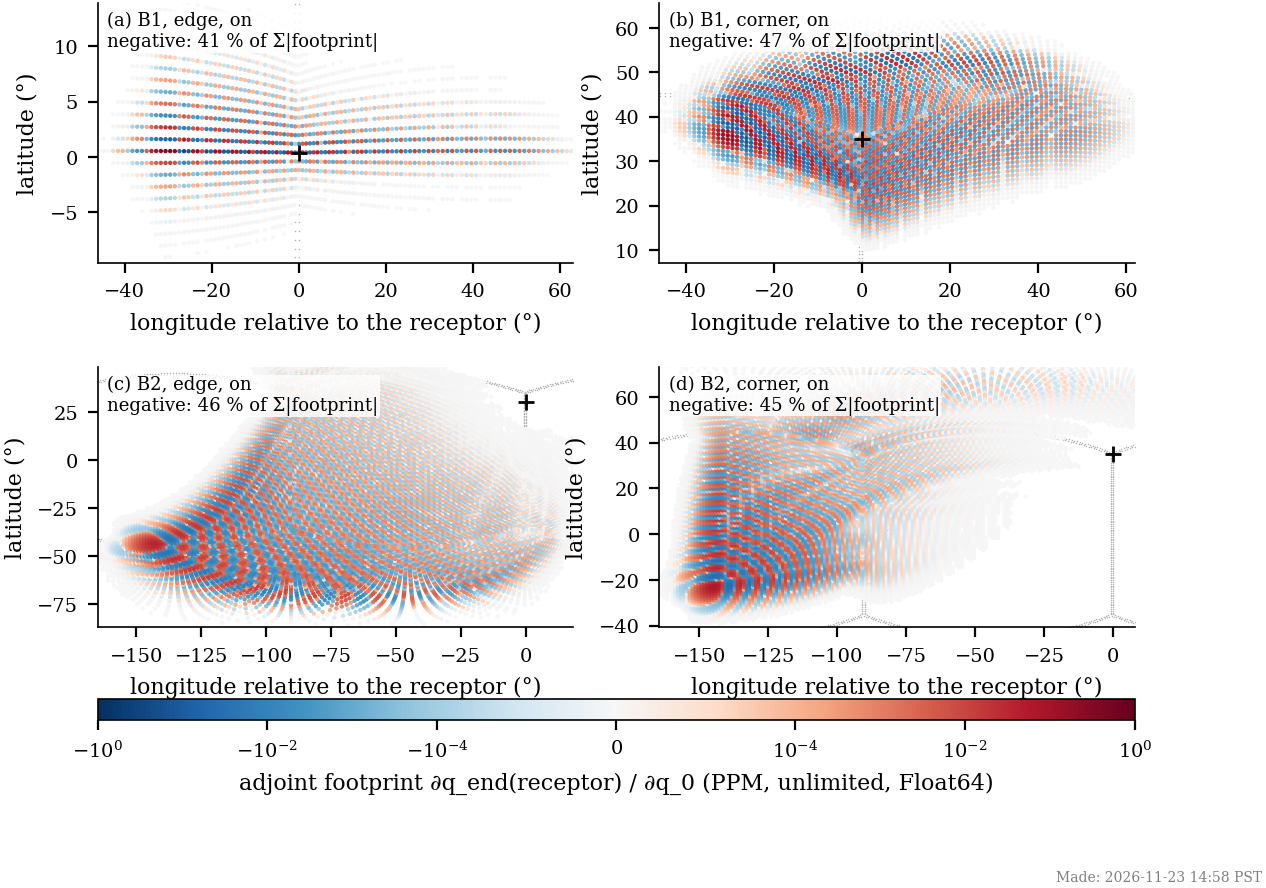 (a) B1, edge, on
negative: 41 % of Σ|footprint|
10
5
0
−5
latitude (°)
−40 −20 0 20 40 60
longitude relative to the receptor (°)
(b) B1, corner, on
negative: 47 % of Σ|footprint|
60
50
40
30
20
10
latitude (°)
−40 −20 0 20 40 60
longitude relative to the receptor (°)
(c) B2, edge, on
negative: 46 % of Σ|footprint|
25
0
−25
−50
−75
latitude (°)
−150 −125 −100 −75 −50 −25 0
longitude relative to the receptor (°)
(d) B2, corner, on
negative: 45 % of Σ|footprint|
60
40
20
0
−20
−40
latitude (°)
−150 −125 −100 −75 −50 −25 0
longitude relative to the receptor (°)
−10⁰ −10⁻² −10⁻⁴ 0 10⁻⁴ 10⁻² 10⁰
adjoint footprint ∂q_end(receptor) / ∂q_0 (PPM, unlimited, Float64)
Made: 2026-11-23 14:58 PST